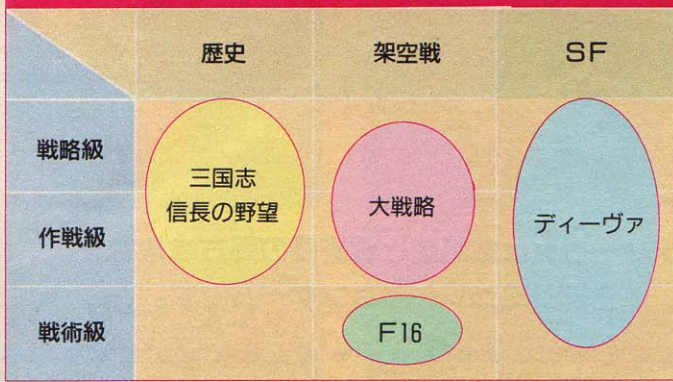 歴史 架空戦 SF
戦略級
三国志
信長の野望
大戦略
作戦級
ディーヴァ
戦術級
F16